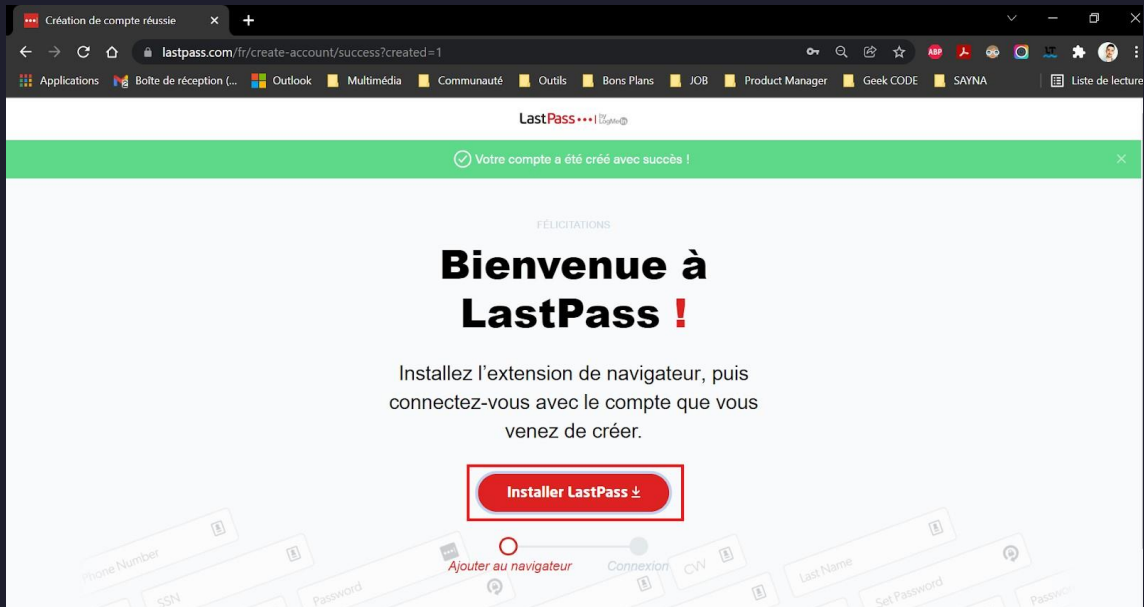 Création de compte réussie
lastpass.com/fr/create-account/success?created=1
ABP
Applications
Boîte de réception (...
Outlook
Multimédia
Communauté
Outils
Bons Plans
JOB
Product Manager
Geek CODE
SAYNA
Liste de lecture
LastPass •••| by LogMeIn
Votre compte a été créé avec succès !
FÉLICITATIONS
Bienvenue à
LastPass !
Installez l’extension de navigateur, puis
connectez-vous avec le compte que vous
venez de créer.
Installer LastPass
Ajouter au navigateur
Connexion
Phone Number
SSN
Password
CVV
Last Name
Set Password